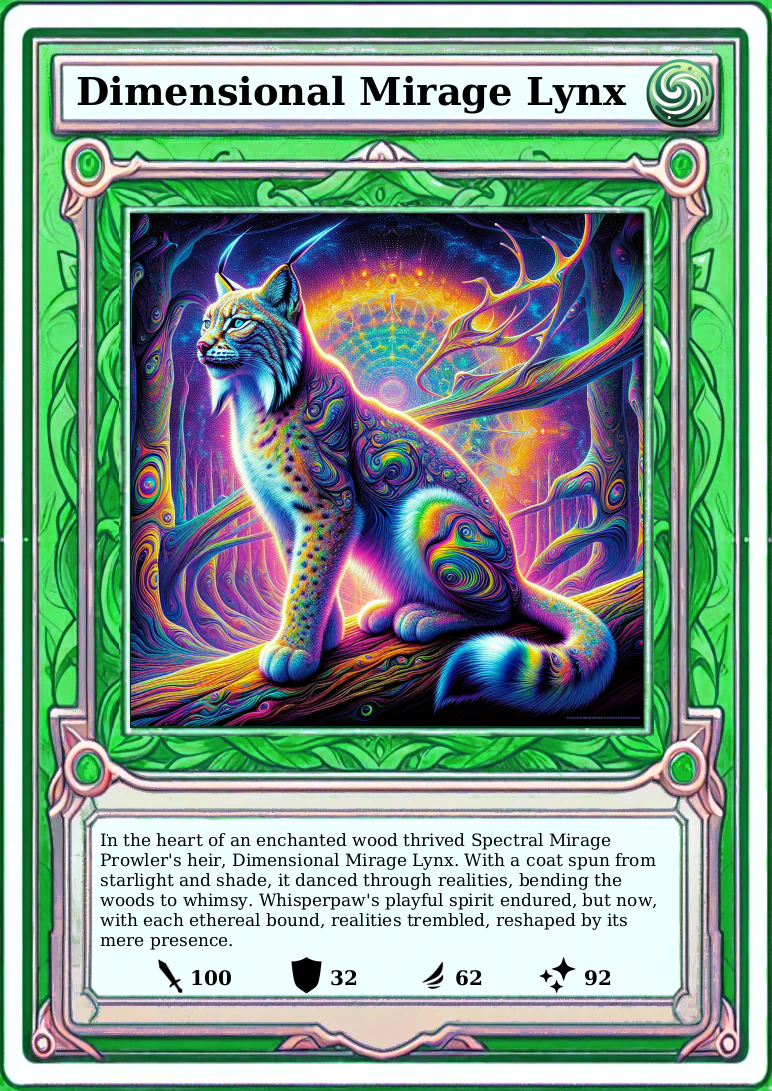 Dimensional Mirage Lynx
In the heart of an enchanted wood thrived Spectral Mirage
Prowler's heir, Dimensional Mirage Lynx. With a coat spun from
starlight and shade, it danced through realities, bending the
woods to whimsy. Whisperpaw's playful spirit endured, but now,
with each ethereal bound, realities trembled, reshaped by its
mere presence.
100 32 62 92